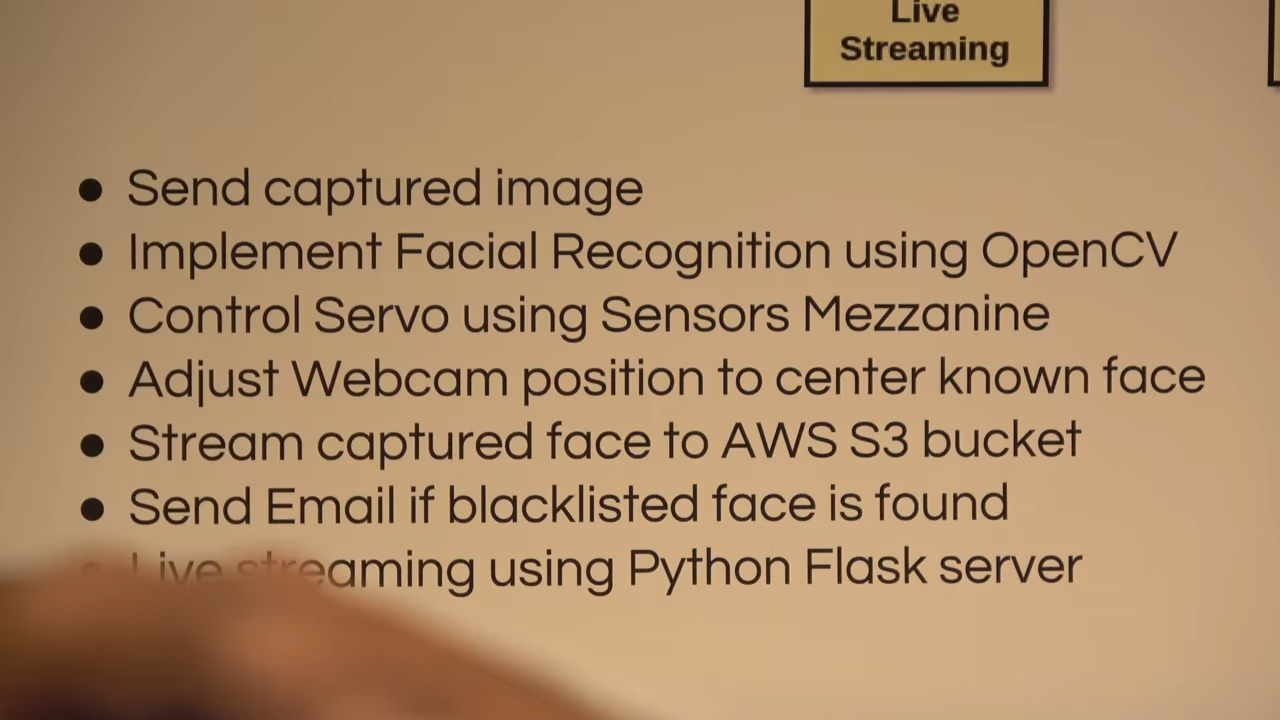 Live
Streaming
● Send captured image
● Implement Facial Recognition using OpenCV
● Control Servo using Sensors Mezzanine
● Adjust Webcam position to center known face
● Stream captured face to AWS S3 bucket
● Send Email if blacklisted face is found
● Live streaming using Python Flask server